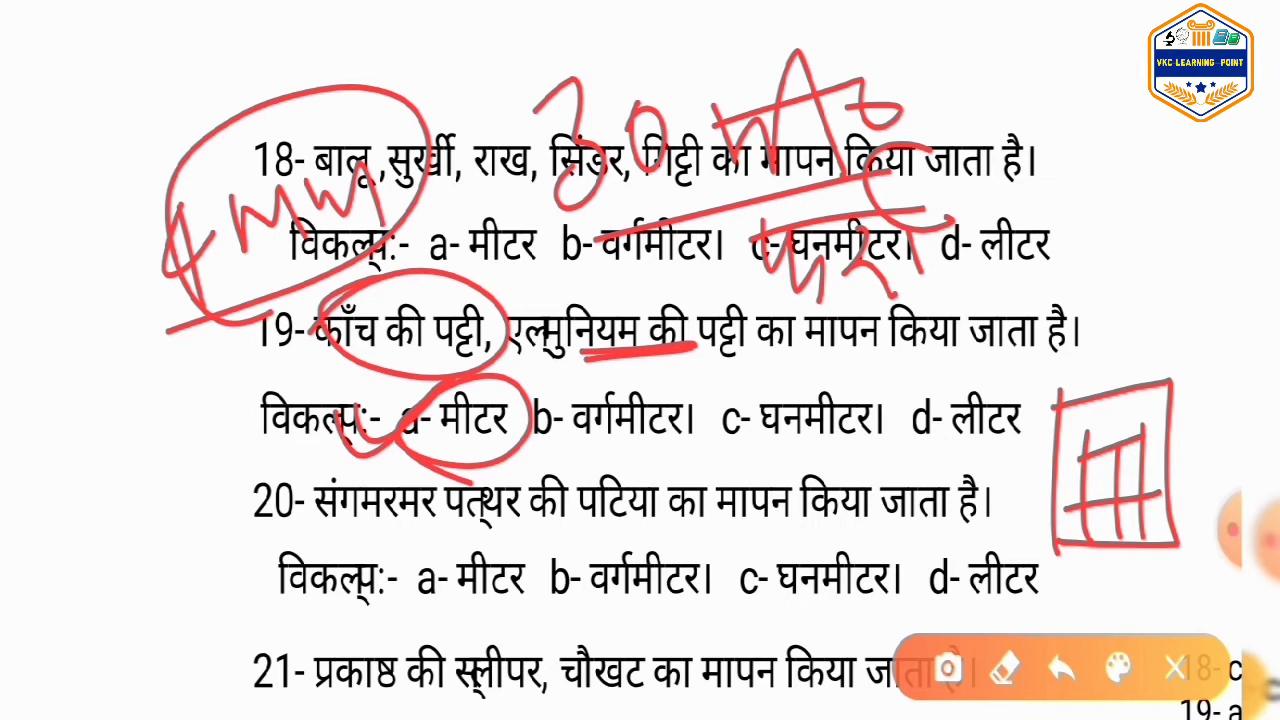 VKC LEARNING POINT
18- बालू ,सुर्खी, राख, सिंडर, गिट्टी का मापन किया जाता है।
विकल्प:- a- मीटर b- वर्गमीटर। c- घनमीटर। d- लीटर
19- काँच की पट्टी, एल्मुनियम की पट्टी का मापन किया जाता है।
विकल्प:- a- मीटर b- वर्गमीटर। c- घनमीटर। d- लीटर
20- संगमरमर पत्थर की पटिया का मापन किया जाता है।
विकल्प:- a- मीटर b- वर्गमीटर। c- घनमीटर। d- लीटर
21- प्रकाष्ठ की स्लीपर, चौखट का मापन किया जाता है।
18- c
19- a